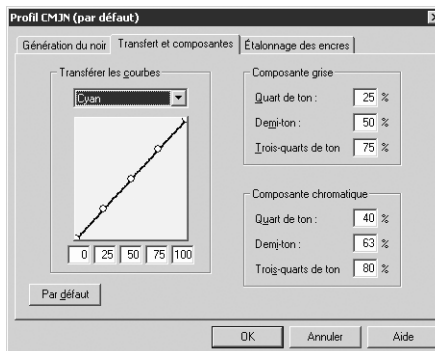 Profil CMJN (par défaut)
Génération du noir Transfert et composantes Étalonnage des encres
Transférer les courbes
Cyan
0 25 50 75 100
Par défaut
Composante grise
Quart de ton : 25 %
Demi-ton : 50 %
Trois-quarts de ton 75 %
Composante chromatique
Quart de ton : 40 %
Demi-ton : 63 %
Trois-quarts de ton 80 %
OK Annuler Aide